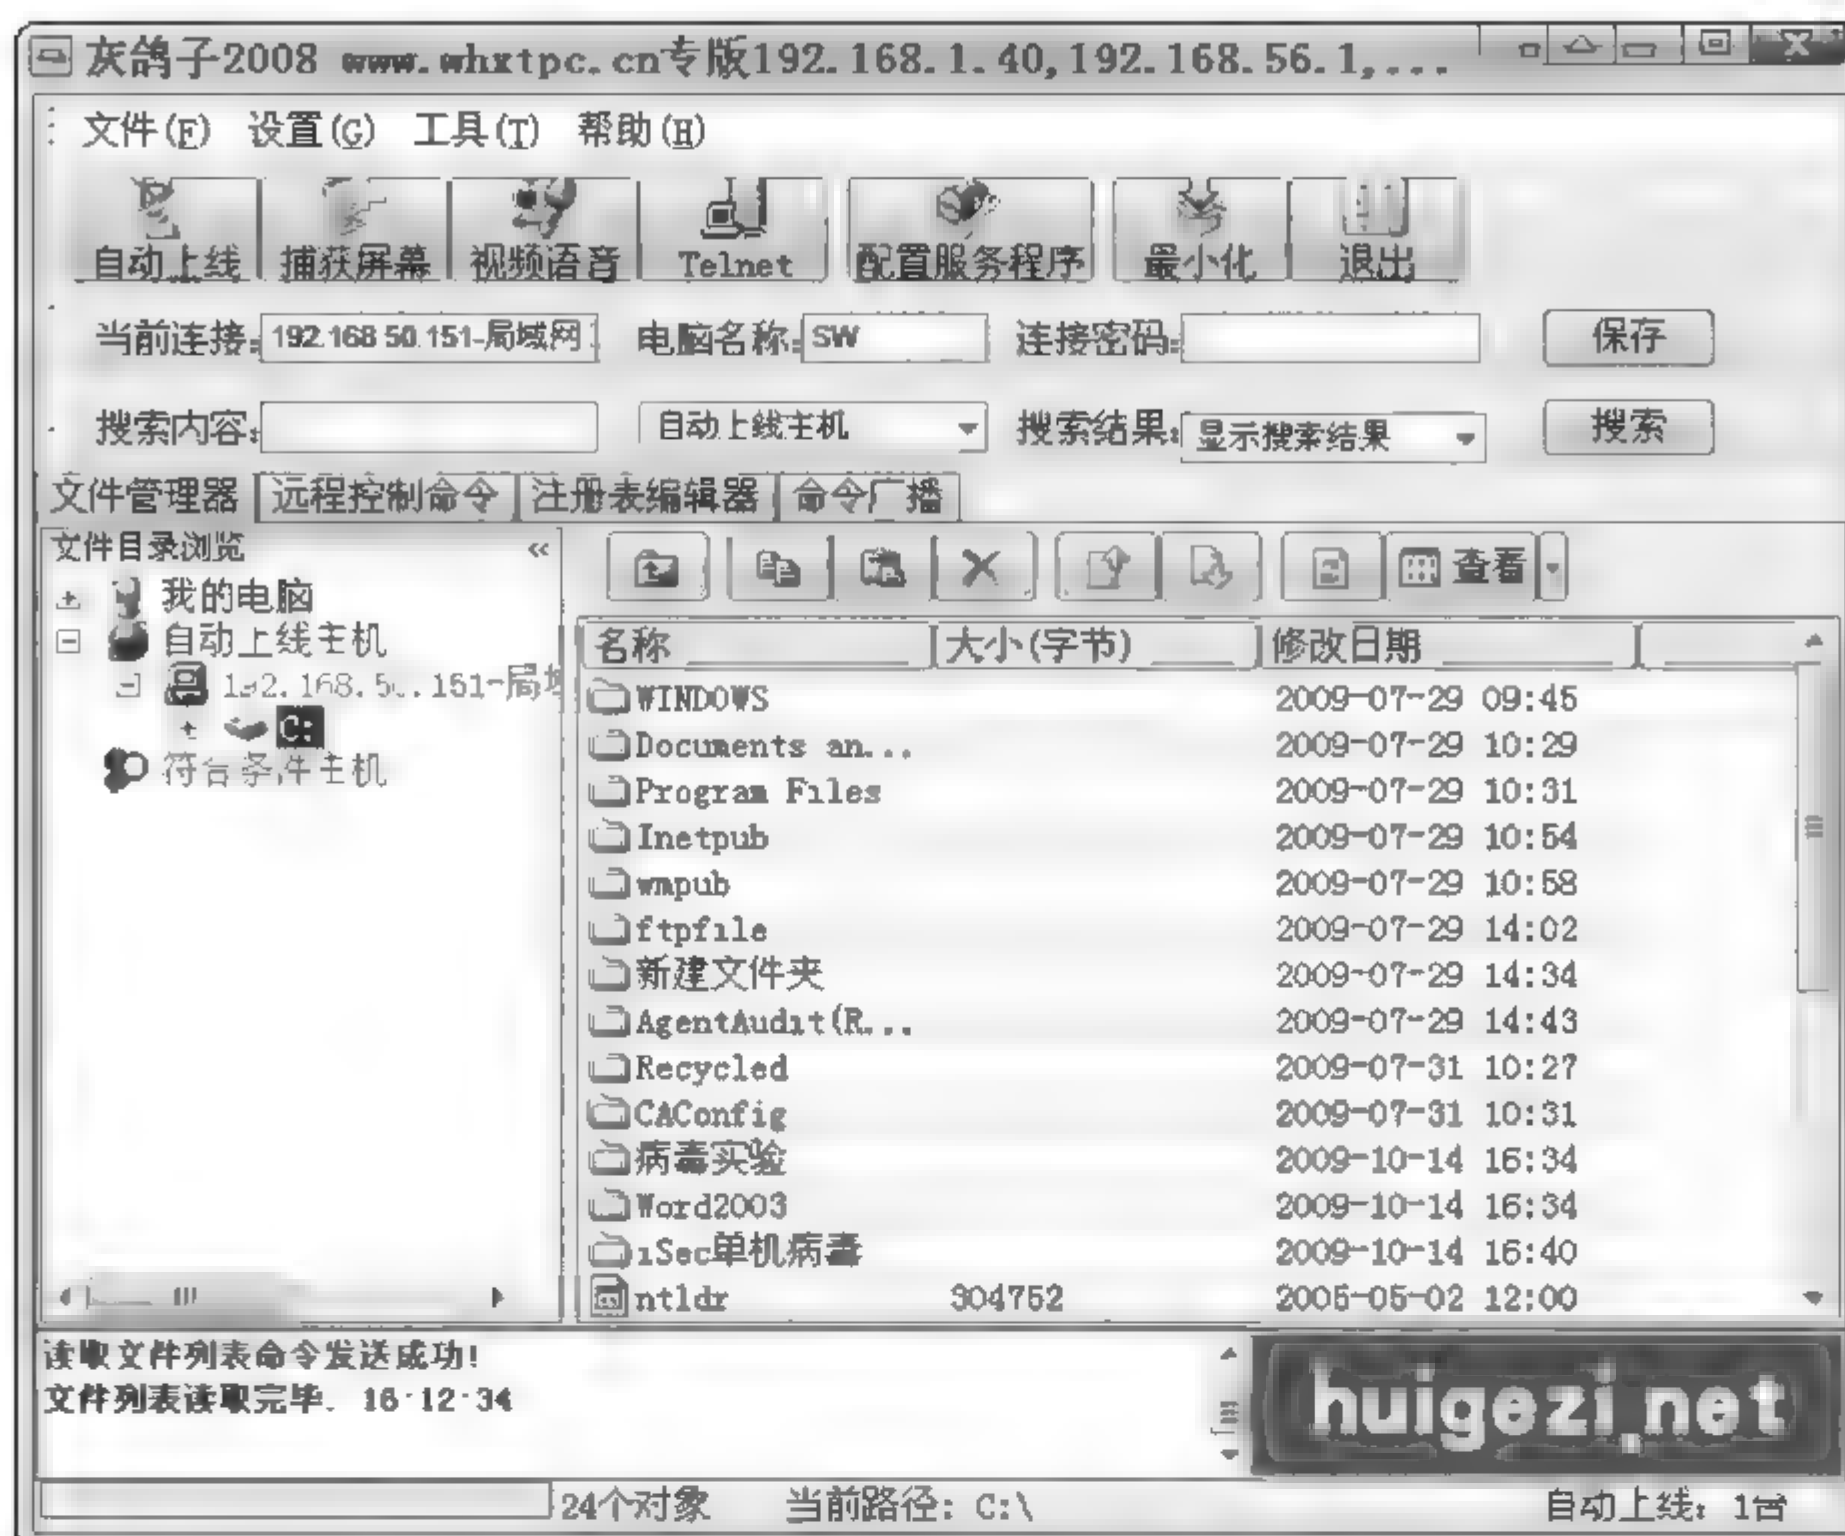 灰鸽子2008 www.whxtpc.cn专版192.168.1.40,192.168.56.1,...
文件(F) 设置(G) 工具(T) 帮助(H)
自动上线 捕获屏幕 视频语音 Telnet 配置服务程序 最小化 退出
当前连接: 192.168.50.151-局域网 电脑名称: SW 连接密码: 保存
搜索内容: 自动上线主机 搜索结果: 显示搜索结果 搜索
文件管理器 远程控制命令 注册表编辑器 命令广播
文件目录浏览 « 查看
我的电脑
自动上线主机
192.168.50.151-局域
C:
符合条件主机
名称 大小(字节) 修改日期
WINDOWS 2009-07-29 09:45
Documents an... 2009-07-29 10:29
Program Files 2009-07-29 10:31
Inetpub 2009-07-29 10:54
wmpub 2009-07-29 10:58
ftpfile 2009-07-29 14:02
新建文件夹 2009-07-29 14:34
AgentAudit(R... 2009-07-29 14:43
Recycled 2009-07-31 10:27
CAConfig 2009-07-31 10:31
病毒实验 2009-10-14 16:34
Word2003 2009-10-14 16:34
iSec单机病毒 2009-10-14 16:40
ntldr 304752 2005-05-02 12:00
读取文件列表命令发送成功!
文件列表读取完毕. 16:12:34
huigezi.net
24个对象 当前路径: C:\ 自动上线: 1台